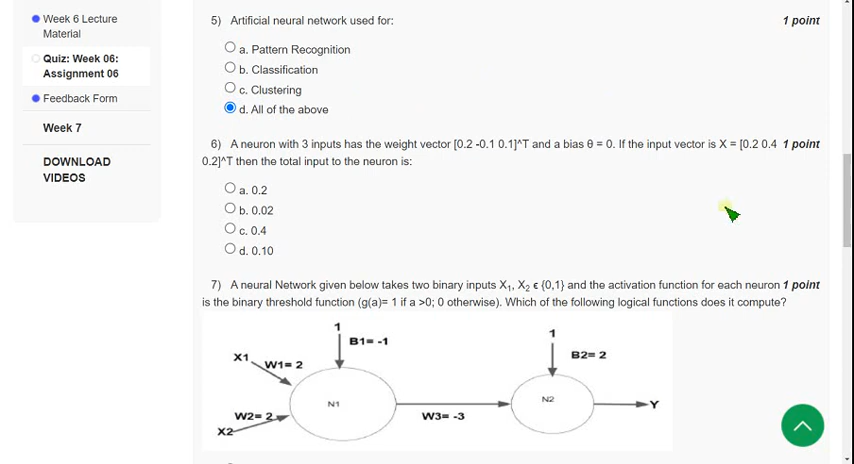 Week 6 Lecture
Material
Quiz: Week 06:
Assignment 06
Feedback Form
Week 7
DOWNLOAD
VIDEOS
5) Artificial neural network used for: 1 point
a. Pattern Recognition
b. Classification
c. Clustering
d. All of the above
6) A neuron with 3 inputs has the weight vector [0.2 -0.1 0.1]^T and a bias θ = 0. If the input vector is X = [0.2 0.4 1 point
0.2]^T then the total input to the neuron is:
a. 0.2
b. 0.02
c. 0.4
d. 0.10
7) A neural Network given below takes two binary inputs X₁, X₂ ϵ {0,1} and the activation function for each neuron 1 point
is the binary threshold function (g(a)= 1 if a >0; 0 otherwise). Which of the following logical functions does it compute?
1
B1= -1
1
B2= 2
X1
W1= 2
N1
N2
Y
W2= 2
W3= -3
X2